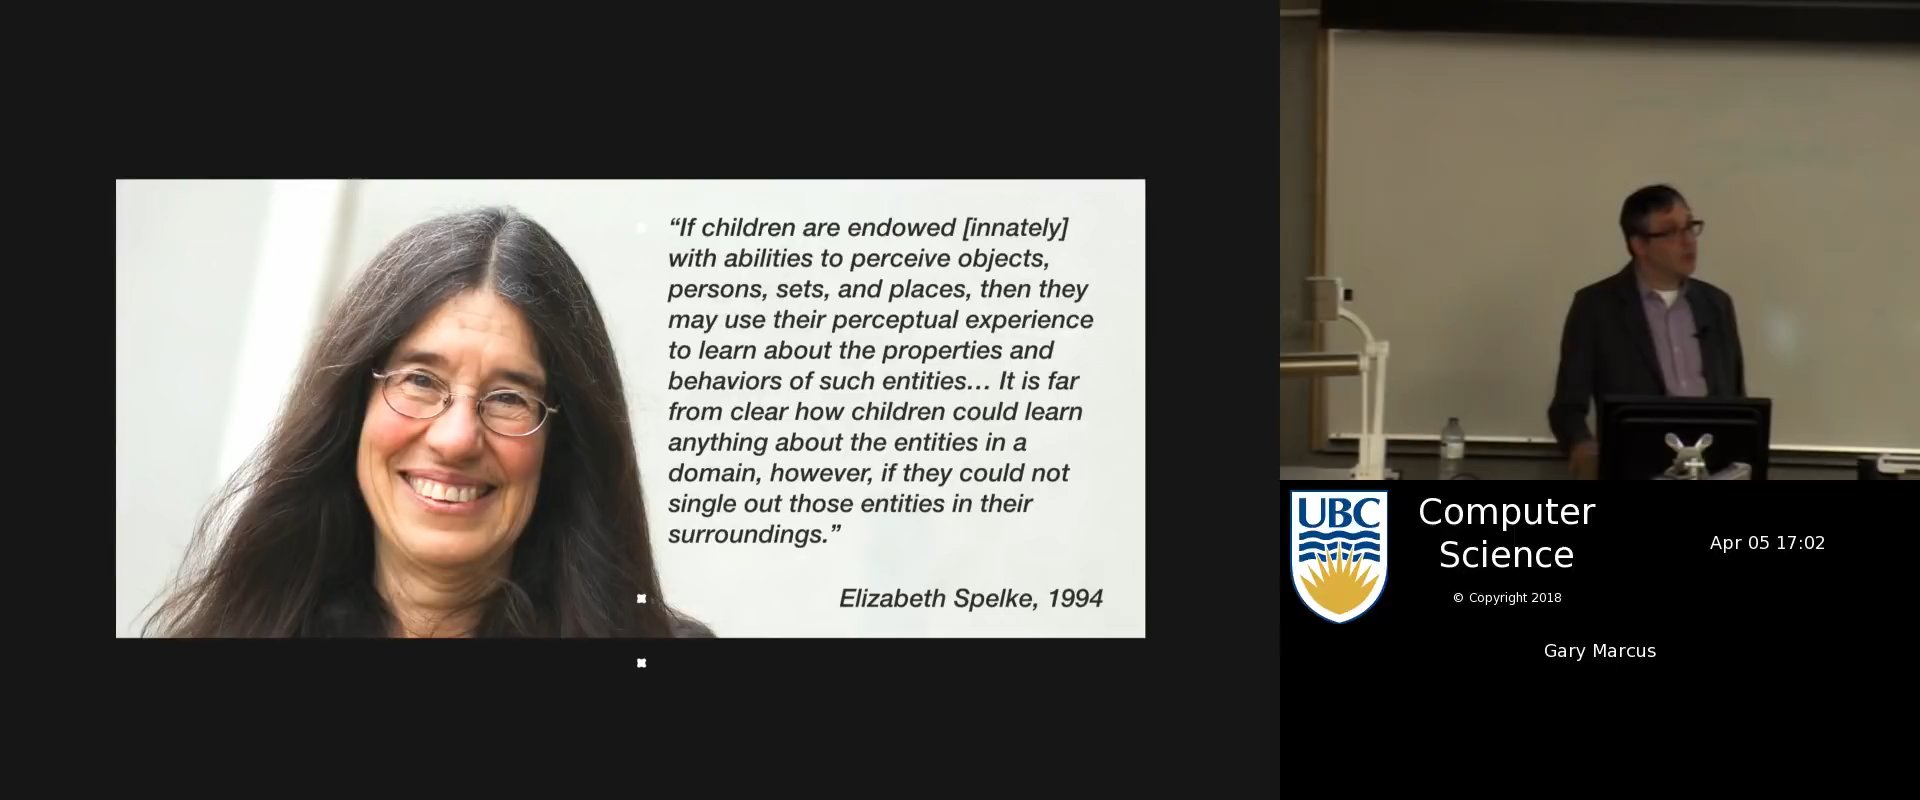 “If children are endowed [innately]
with abilities to perceive objects,
persons, sets, and places, then they
may use their perceptual experience
to learn about the properties and
behaviors of such entities… It is far
from clear how children could learn
anything about the entities in a
domain, however, if they could not
single out those entities in their
surroundings.”
Elizabeth Spelke, 1994
UBC
Computer
Science
Apr 05 17:02
© Copyright 2018
Gary Marcus